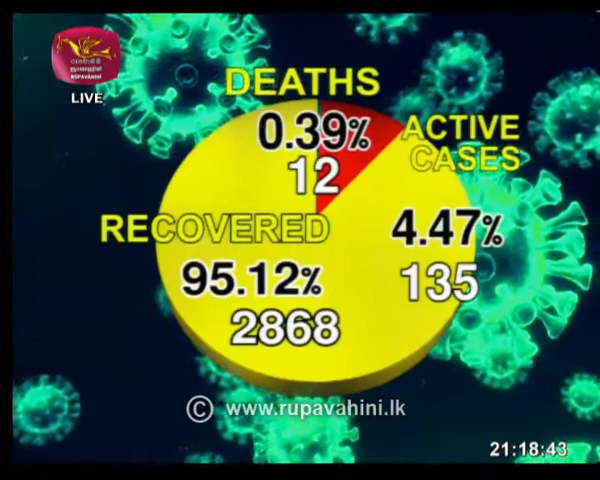 @RUPAVAHINI
LIVE
DEATHS
0.39%
12
ACTIVE
CASES
4.47%
135
RECOVERED
95.12%
2868
© www.rupavahini.lk
21:18:43